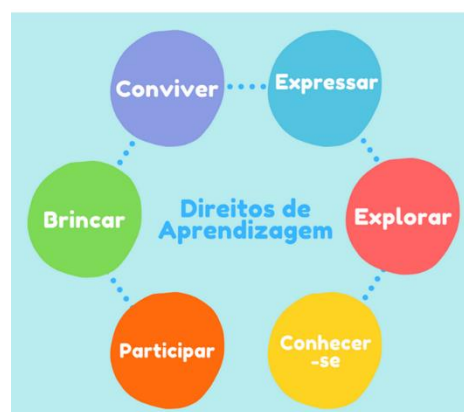 Conviver
Expressar
Brincar
Direitos de
Aprendizagem
Explorar
Participar
Conhecer
-se